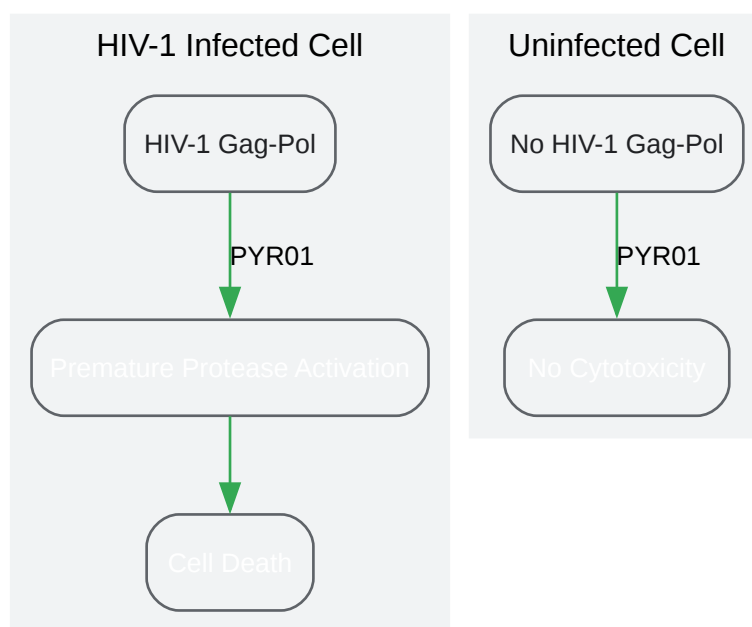 HIV-1 Infected Cell
HIV-1 Gag-Pol
PYR01
Premature Protease Activation
Cell Death
Uninfected Cell
No HIV-1 Gag-Pol
PYR01
No Cytotoxicity